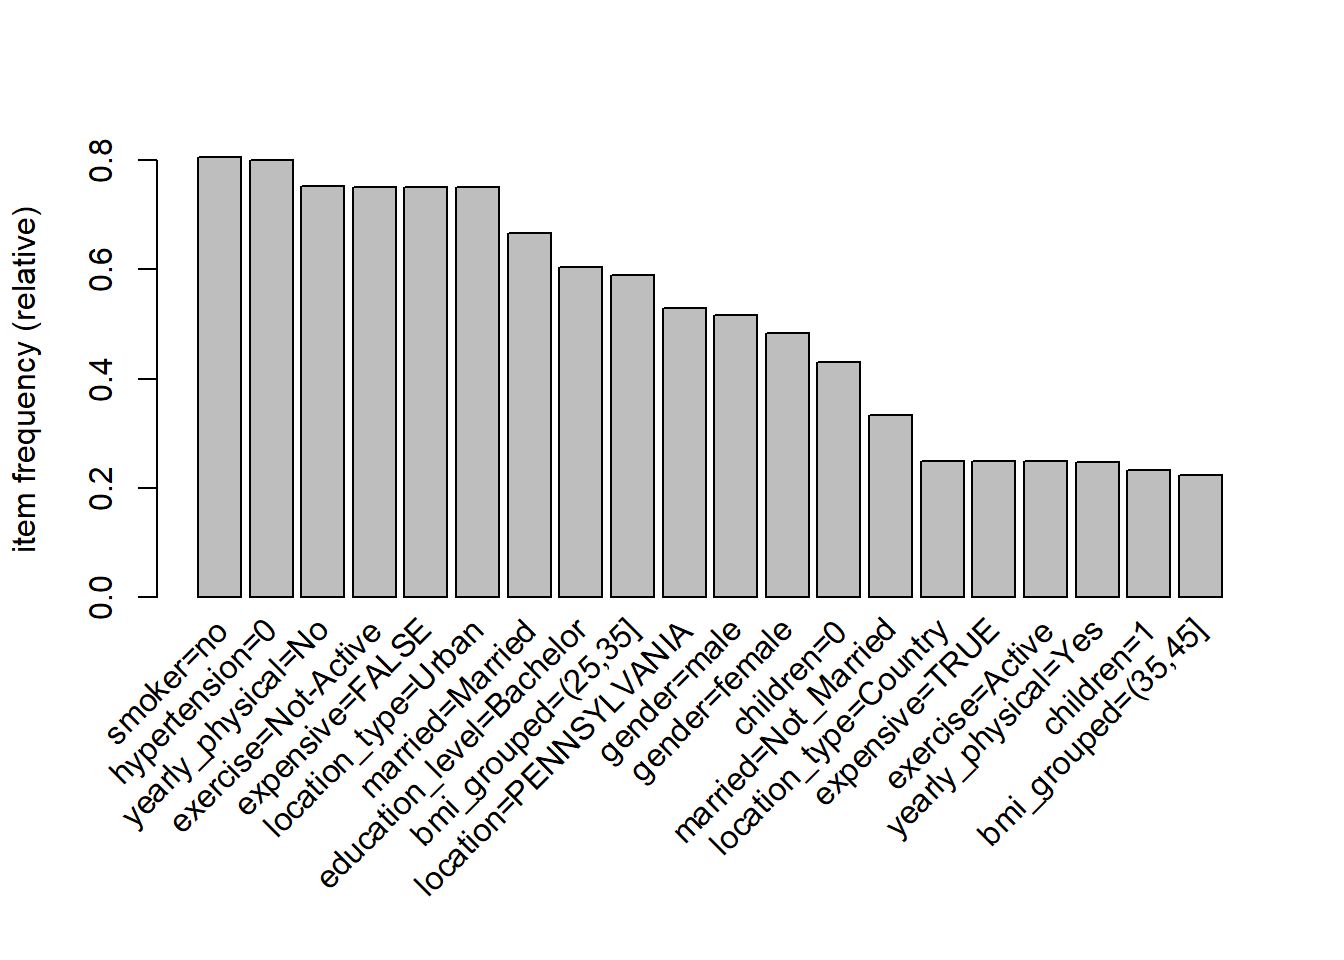 item frequency (relative)
0.8
0.6
0.4
0.2
0.0
smoker=no
hypertension=0
yearly_physical=No
exercise=Not-Active
expensive=FALSE
location_type=Urban
married=Married
education_level=Bachelor
bmi_grouped=(25,35]
location=PENNSYLVANIA
gender=male
gender=female
children=0
married=Not_Married
location_type=Country
expensive=TRUE
exercise=Active
yearly_physical=Yes
children=1
bmi_grouped=(35,45]